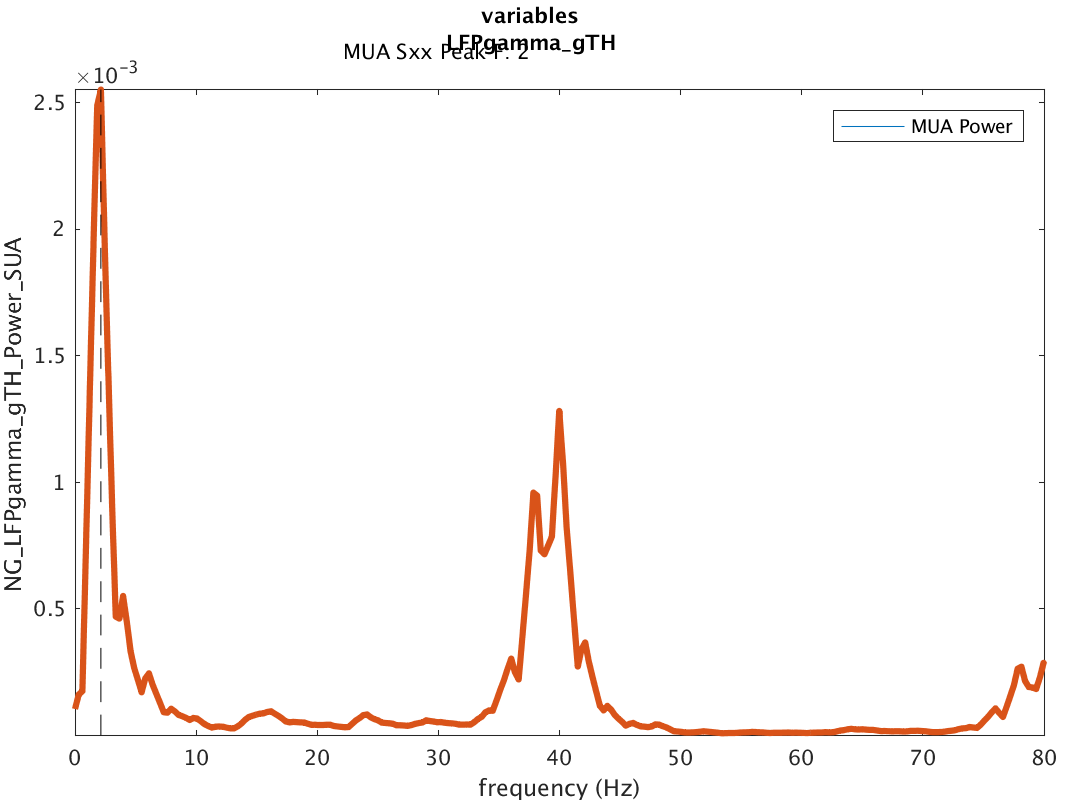 variables
LFPgamma_gTH
MUA Sxx Peak F: 2
×10-3
2.5
2
1.5
1
0.5
NG_LFPgamma_gTH_Power_SUA
MUA Power
0 10 20 30 40 50 60 70 80
frequency (Hz)